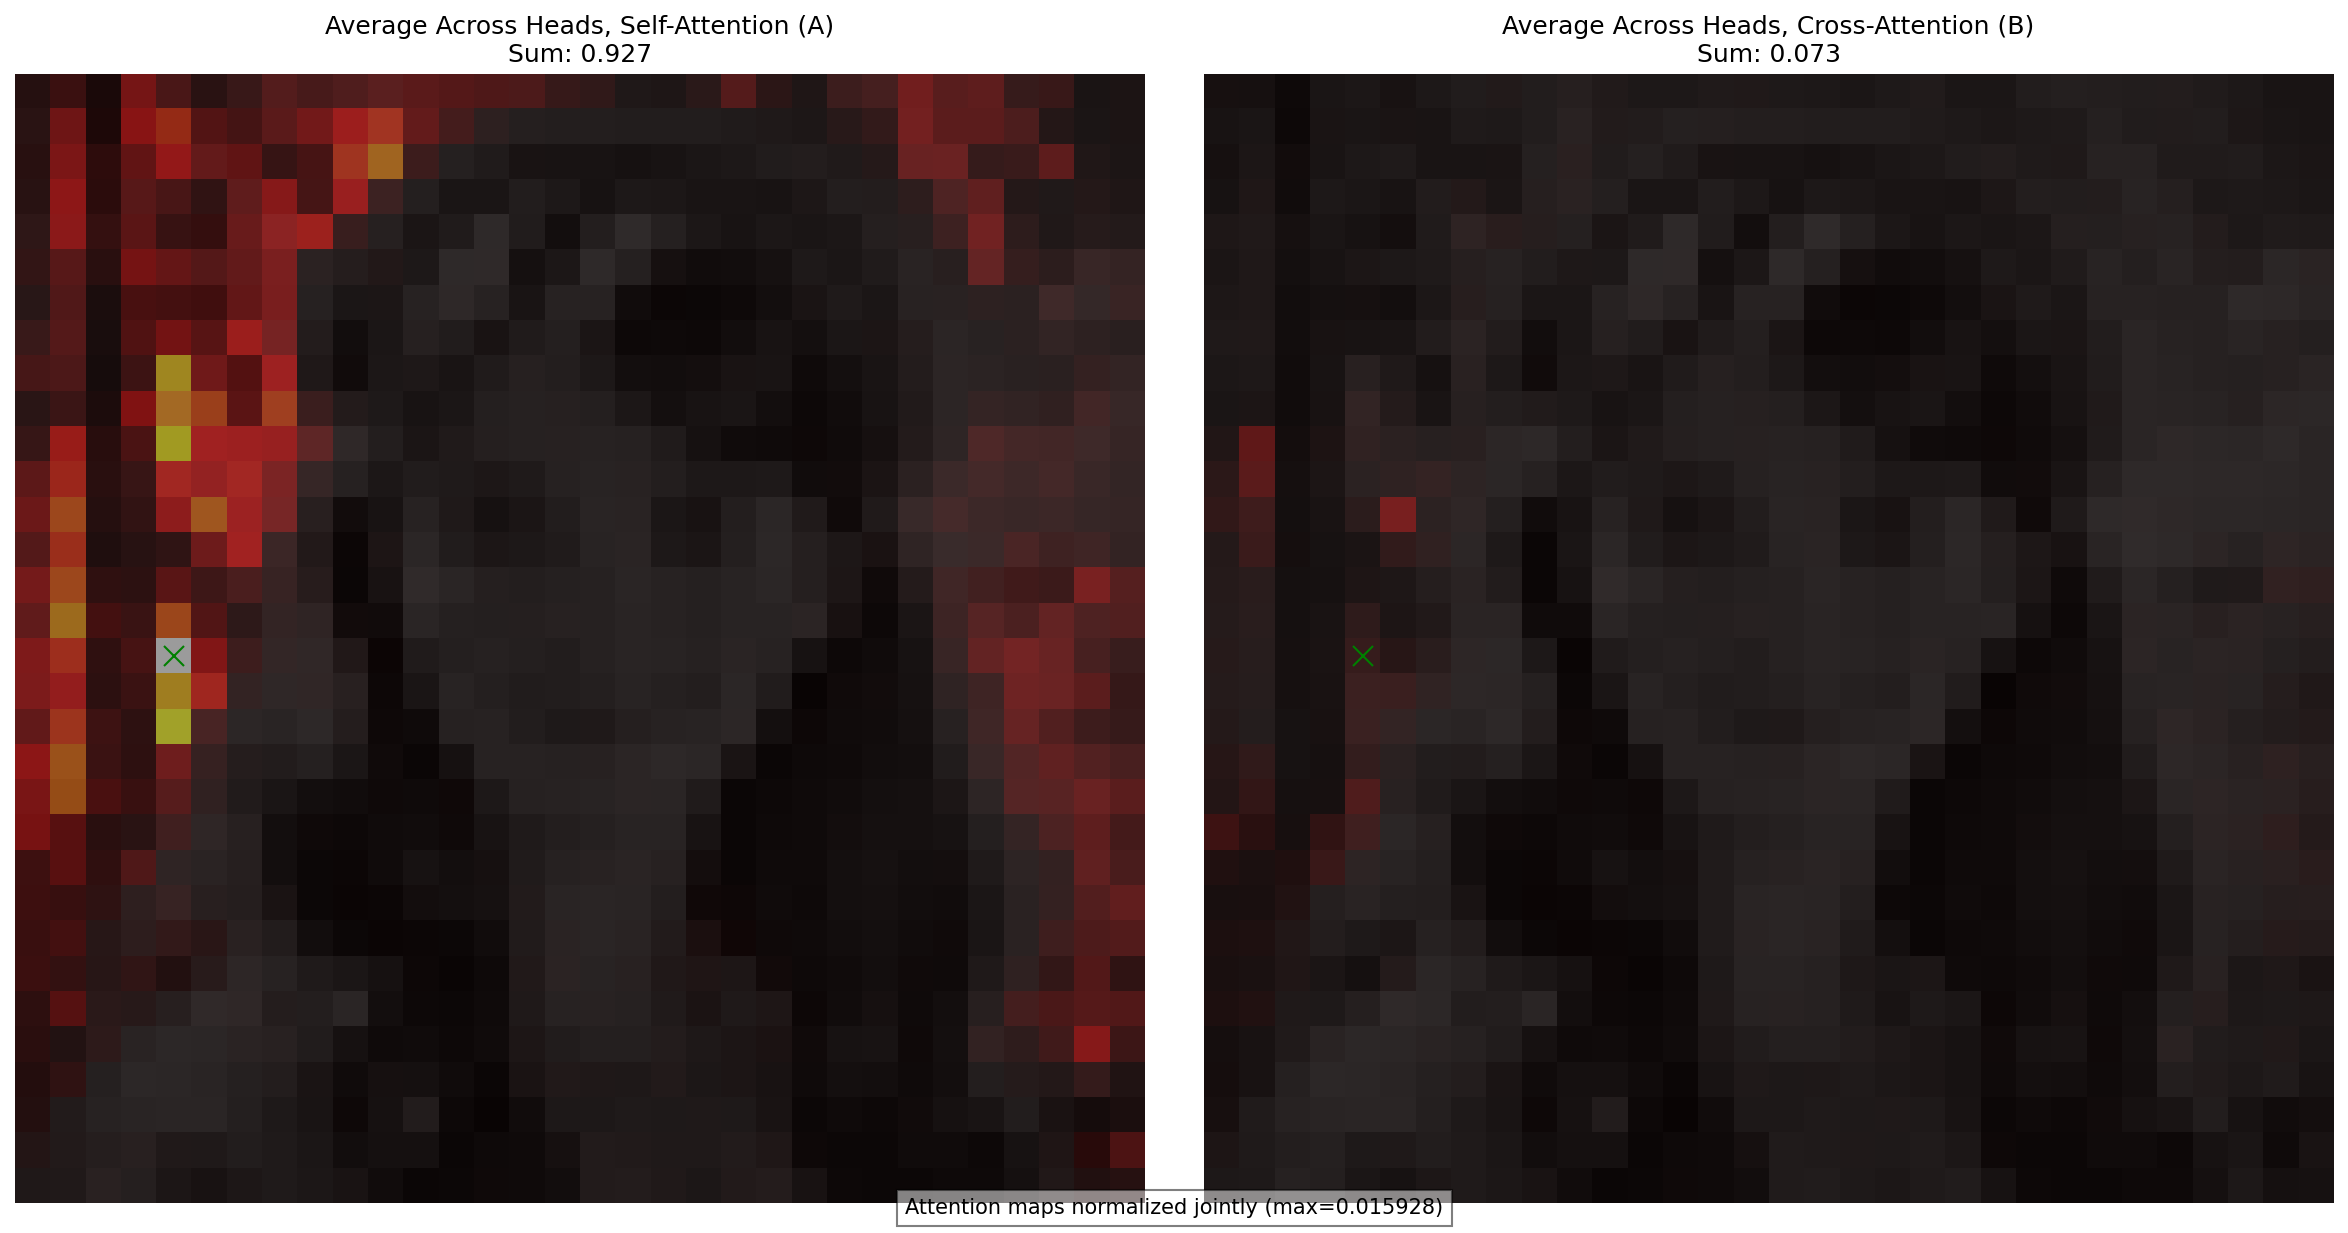 Average Across Heads, Self-Attention (A)
Sum: 0.927
Average Across Heads, Cross-Attention (B)
Sum: 0.073
Attention maps normalized jointly (max=0.015928)